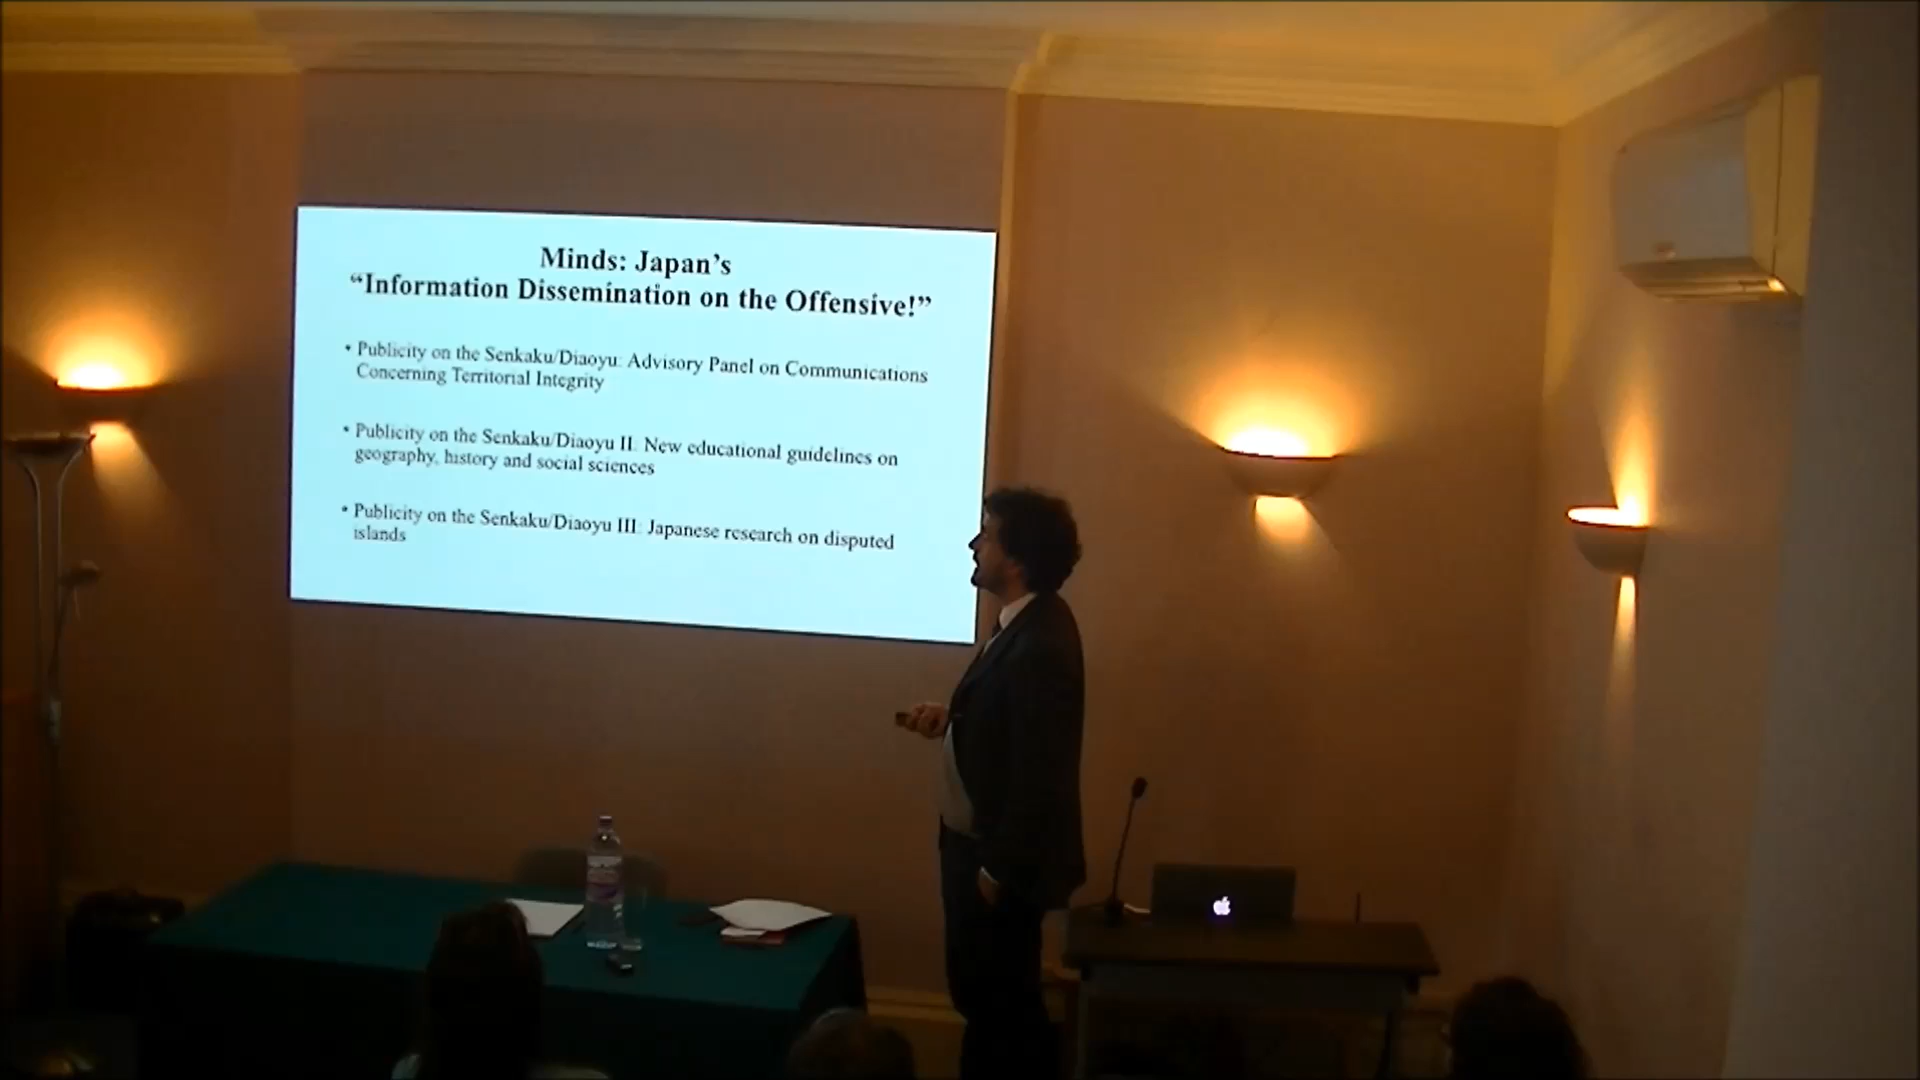 Minds: Japan's
“Information Dissemination on the Offensive!”
• Publicity on the Senkaku/Diaoyu: Advisory Panel on Communications
Concerning Territorial Integrity
• Publicity on the Senkaku/Diaoyu II: New educational guidelines on
geography, history and social sciences
• Publicity on the Senkaku/Diaoyu III: Japanese research on disputed
islands